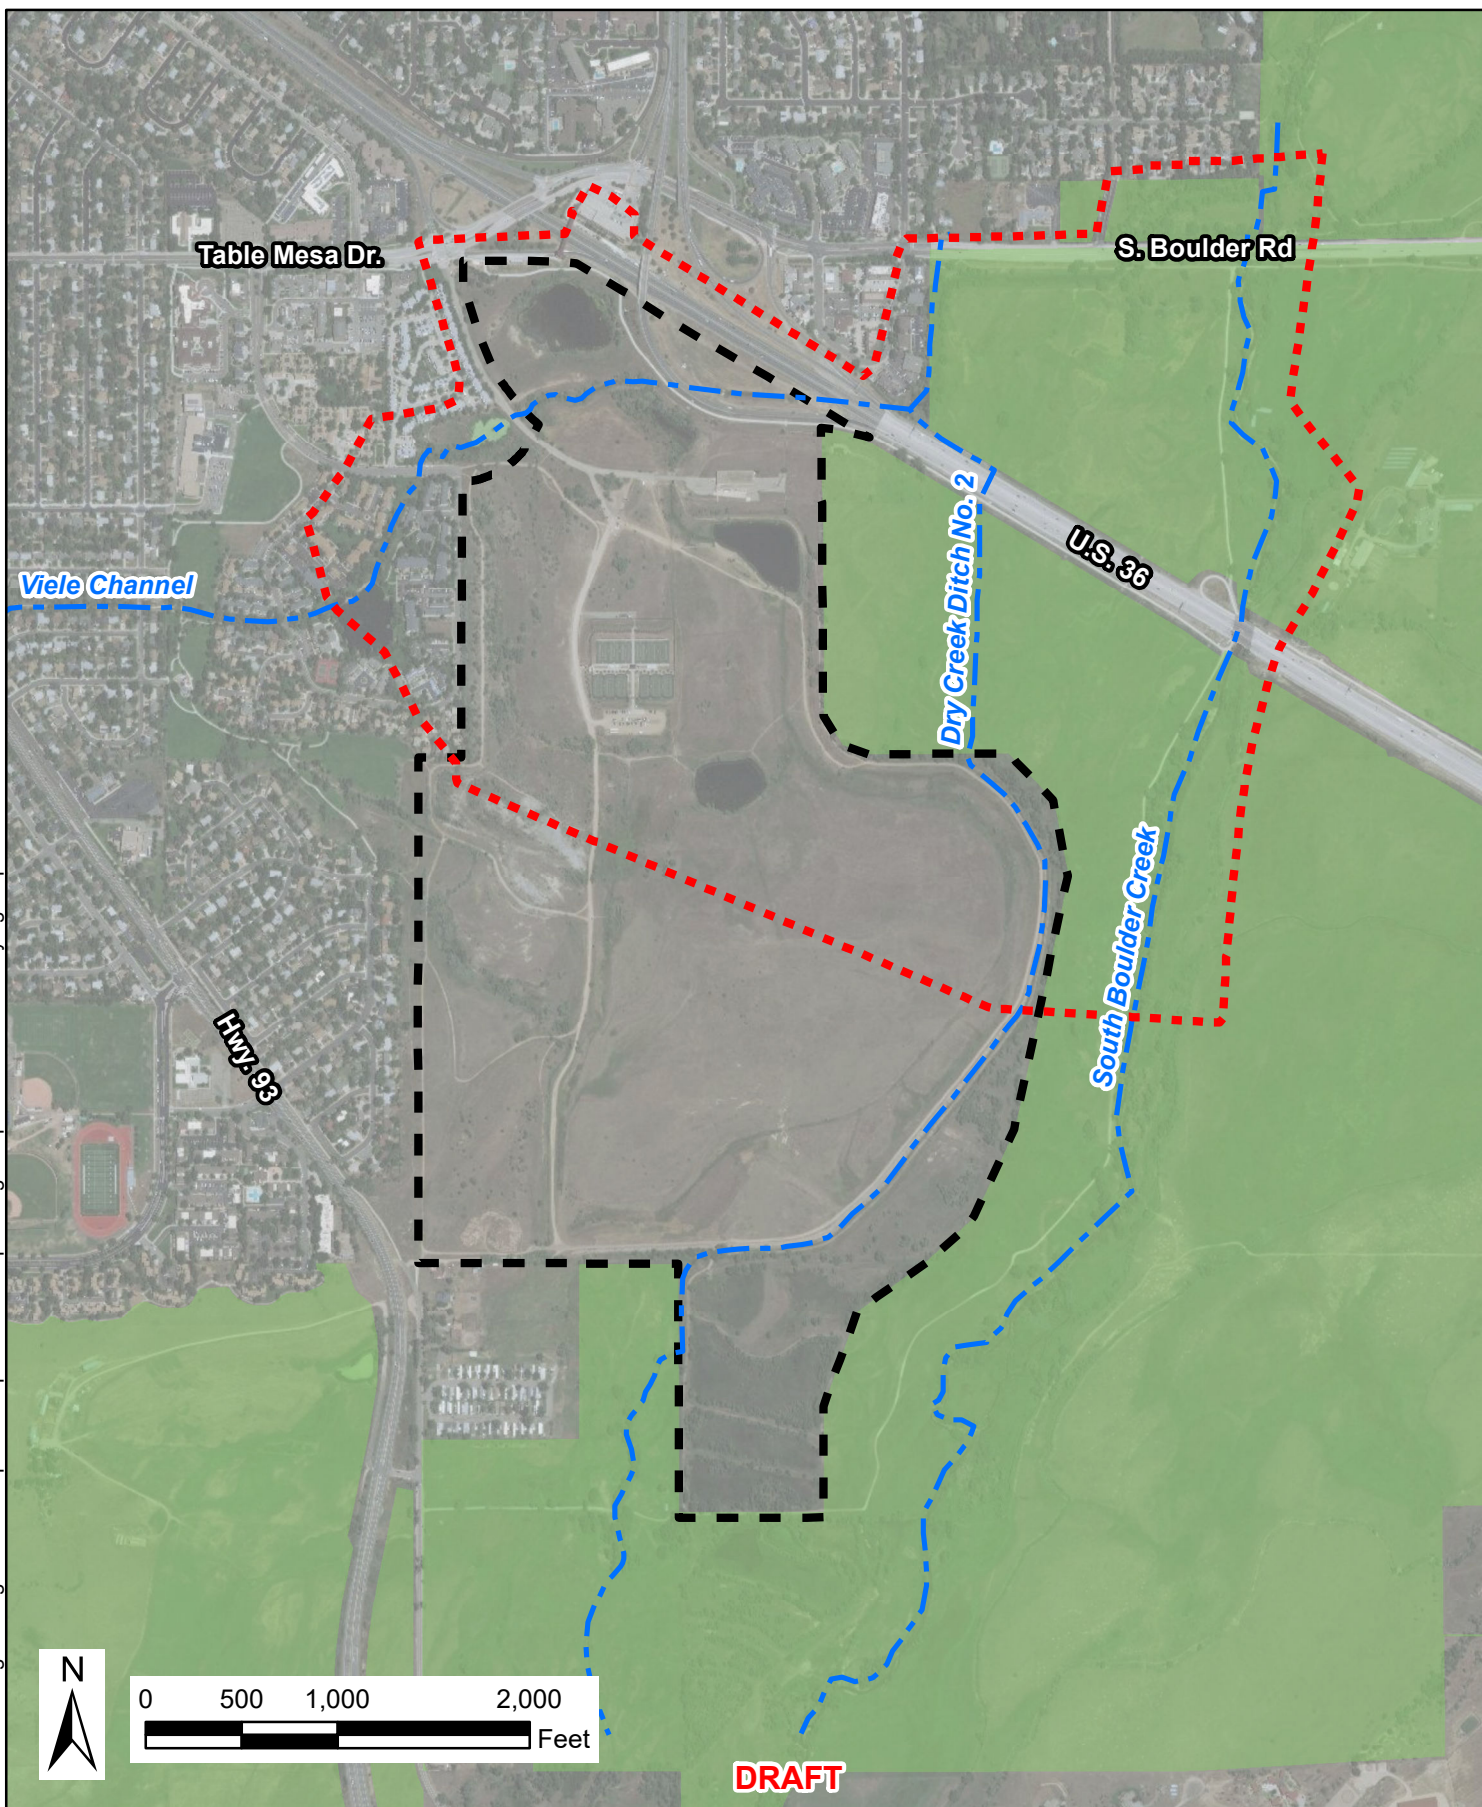 Table Mesa Dr.
S. Boulder Rd
U.S. 36
Dry Creek Ditch No. 2
Viele Channel
South Boulder Creek
Hwy. 93
N
0 500 1,000 2,000
Feet
DRAFT